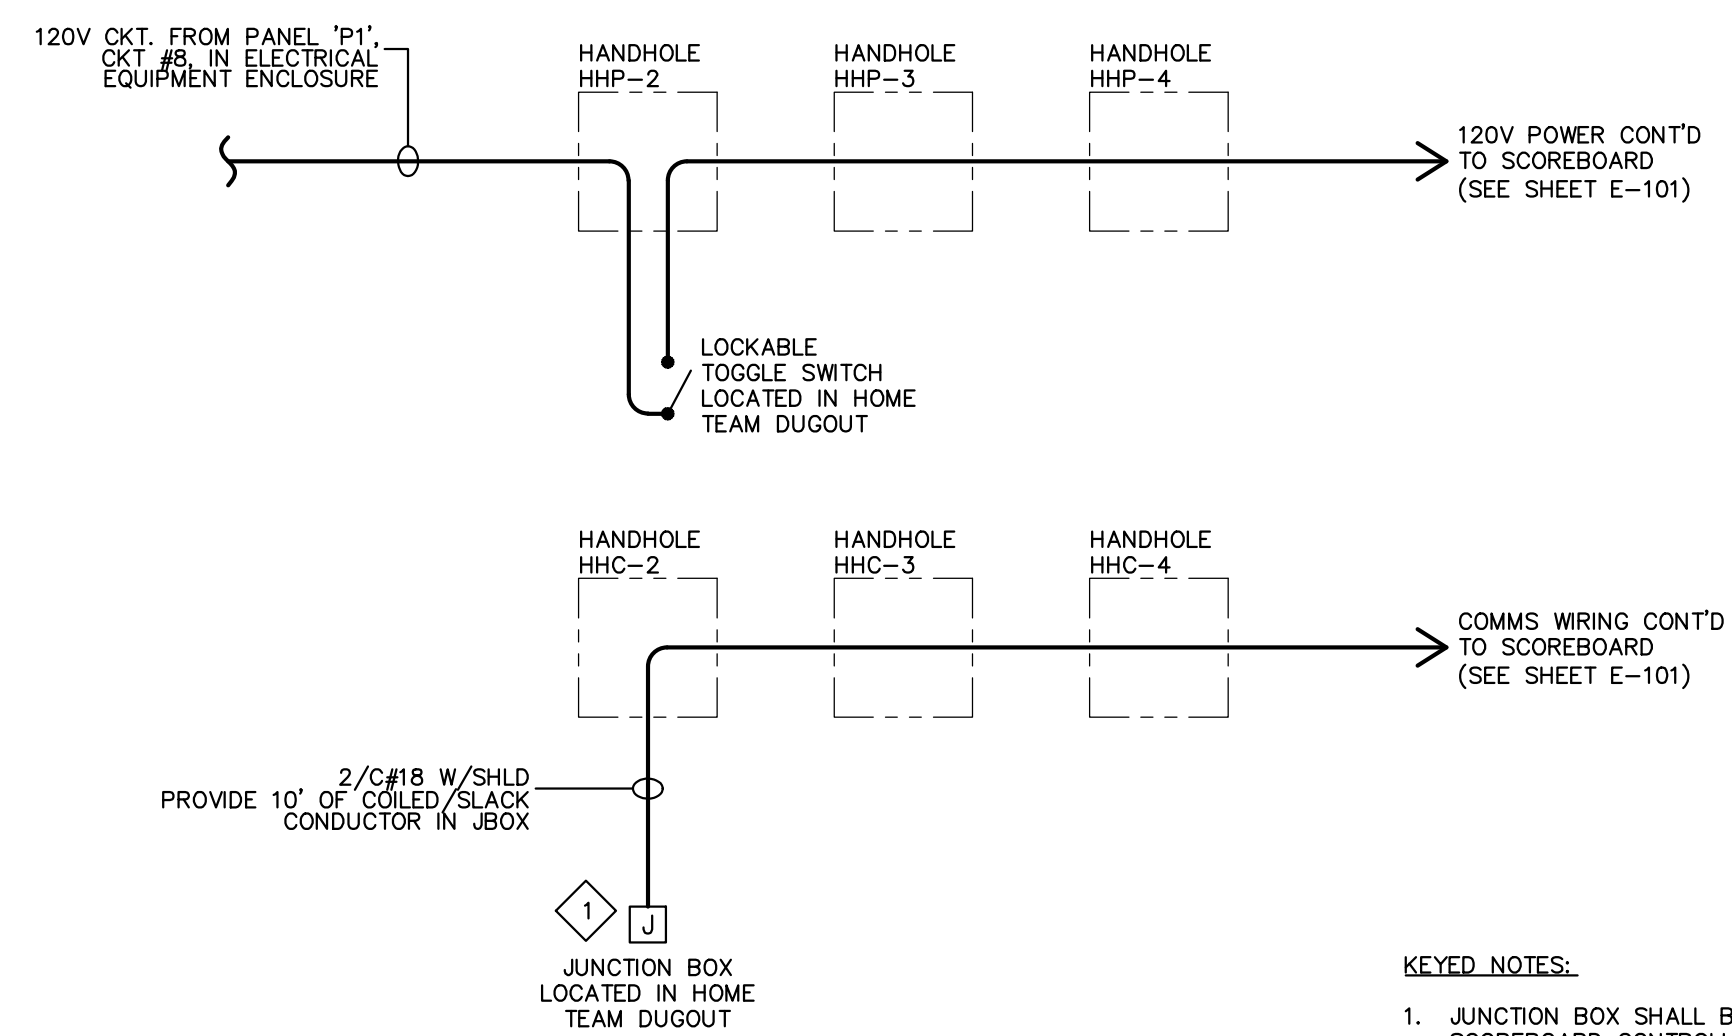 120V CKT. FROM PANEL 'P1',
CKT #8, IN ELECTRICAL
EQUIPMENT ENCLOSURE
HANDHOLE
HHP-2
HANDHOLE
HHP-3
HANDHOLE
HHP-4
120V POWER CONT'D
TO SCOREBOARD
(SEE SHEET E-101)
LOCKABLE
TOGGLE SWITCH
LOCATED IN HOME
TEAM DUGOUT
HANDHOLE
HHC-2
HANDHOLE
HHC-3
HANDHOLE
HHC-4
COMMS WIRING CONT'D
TO SCOREBOARD
(SEE SHEET E-101)
2/C#18 W/SHLD
PROVIDE 10' OF COILED/SLACK
CONDUCTOR IN JBOX
1
J
JUNCTION BOX
LOCATED IN HOME
TEAM DUGOUT
KEYED NOTES:
1. JUNCTION BOX SHALL